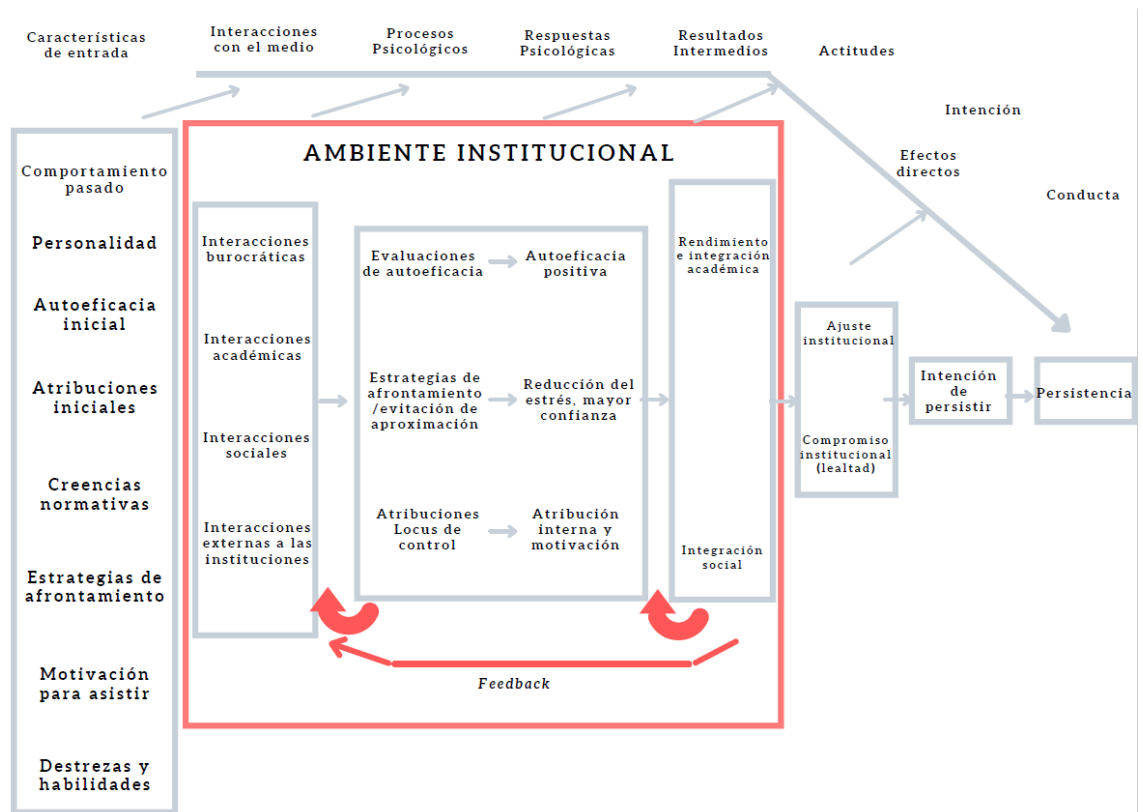 Características
de entrada
Interacciones
con el medio
Procesos
Psicológicos
Respuestas
Psicológicas
Resultados
Intermedios
Actitudes
Intención
Efectos
directos
Conducta
AMBIENTE INSTITUCIONAL
Comportamiento
pasado
Personalidad
Autoeficacia
inicial
Atribuciones
iniciales
Creencias
normativas
Estrategias de
afrontamiento
Motivación
para asistir
Destrezas y
habilidades
Interacciones
burocráticas
Interacciones
académicas
Interacciones
sociales
Interacciones
externas a las
instituciones
Evaluaciones
de autoeficacia
Autoeficacia
positiva
Estrategias de
afrontamiento
/evitación de
aproximación
Reducción del
estrés, mayor
confianza
Atribuciones
Locus de
control
Atribución
interna y
motivación
Rendimiento
e integración
académica
Integración
social
Feedback
Ajuste
institucional
Compromiso
institucional
(lealtad)
Intención
de
persistir
Persistencia